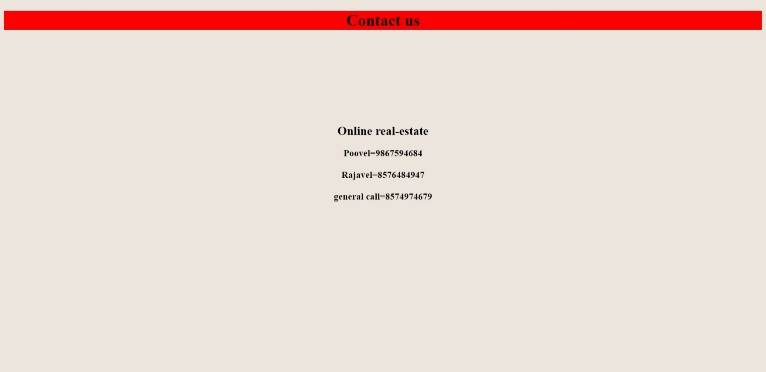 Contact us
Online real-estate
Poovel=9867594684
Rajavel=8576484947
general call=8574974679